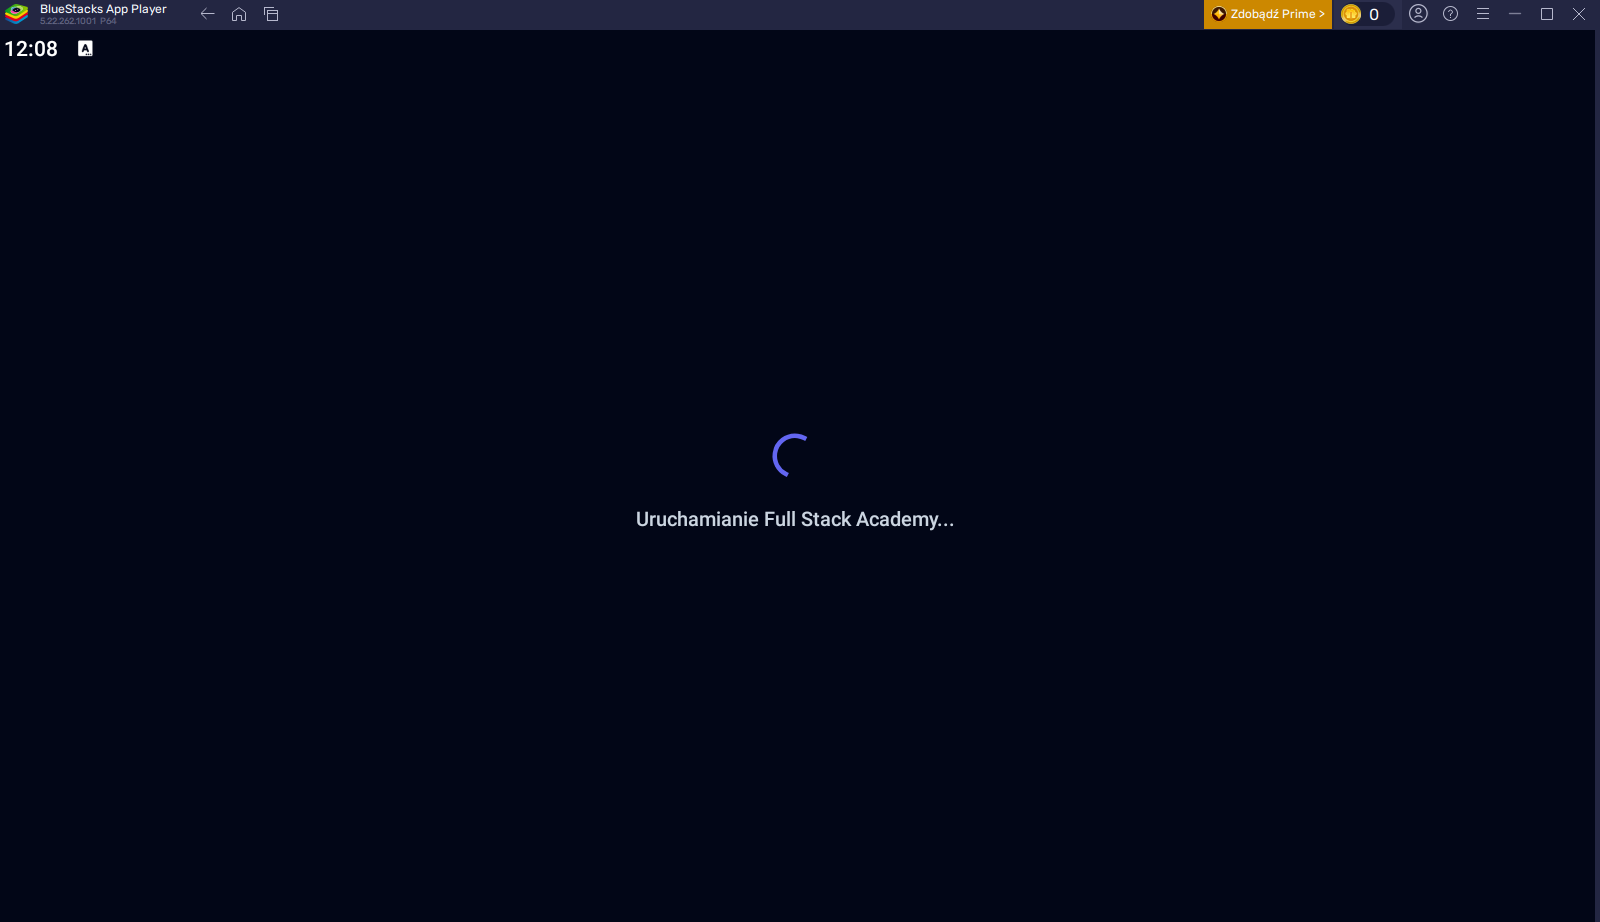 BlueStacks App Player
5.22.262.1001 P64
Zdobądź Prime >
0
12:08
A
Uruchamianie Full Stack Academy...